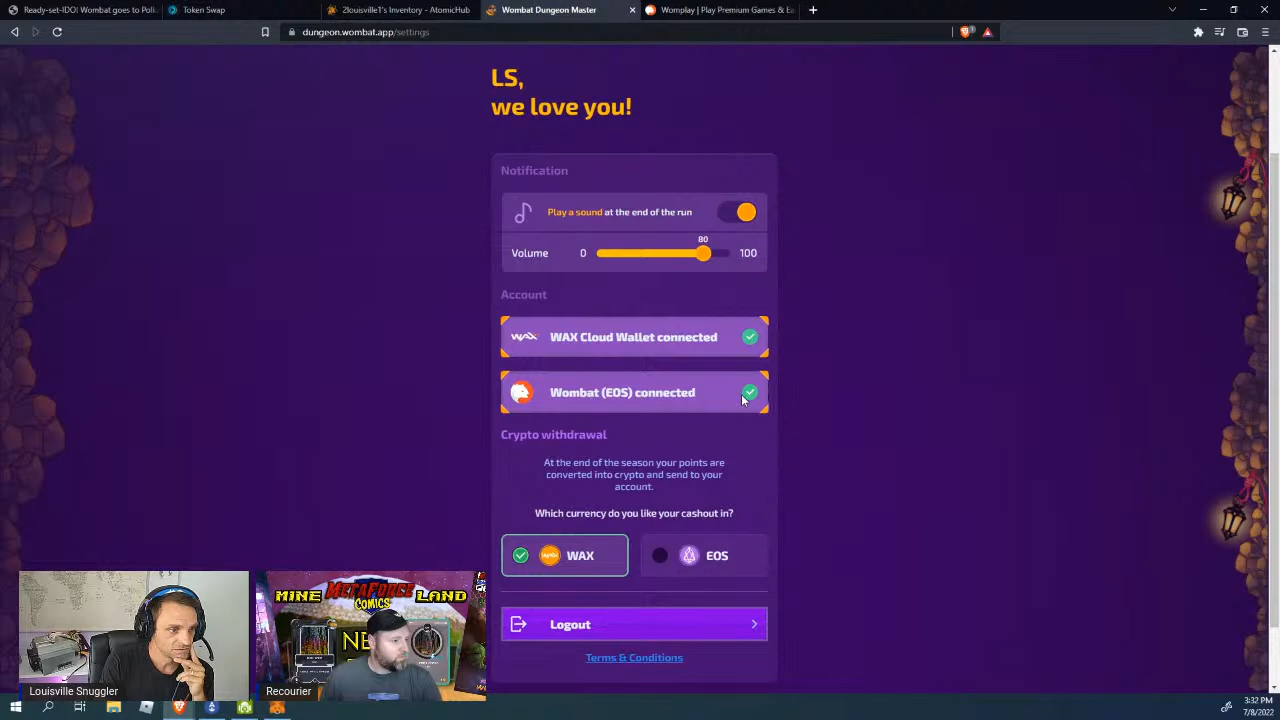 Ready-set-IDO! Wombat goes to Poli
Token Swap
2louisville1's Inventory - AtomicHub
Wombat Dungeon Master
Womplay | Play Premium Games & Ea
dungeon.wombat.app/settings
LS,
we love you!
Notification
Play a sound at the end of the run
80
Volume 0 100
Account
WAX WAX Cloud Wallet connected
Wombat (EOS) connected
Crypto withdrawal
At the end of the season your points are
converted into crypto and send to your
account.
Which currency do you like your cashout in?
WAX
EOS
Logout
Terms & Conditions
MINE METAFORCE LAND
COMICS
NE
Louisville Snuggler
Recourier
3:32 PM
7/8/2022